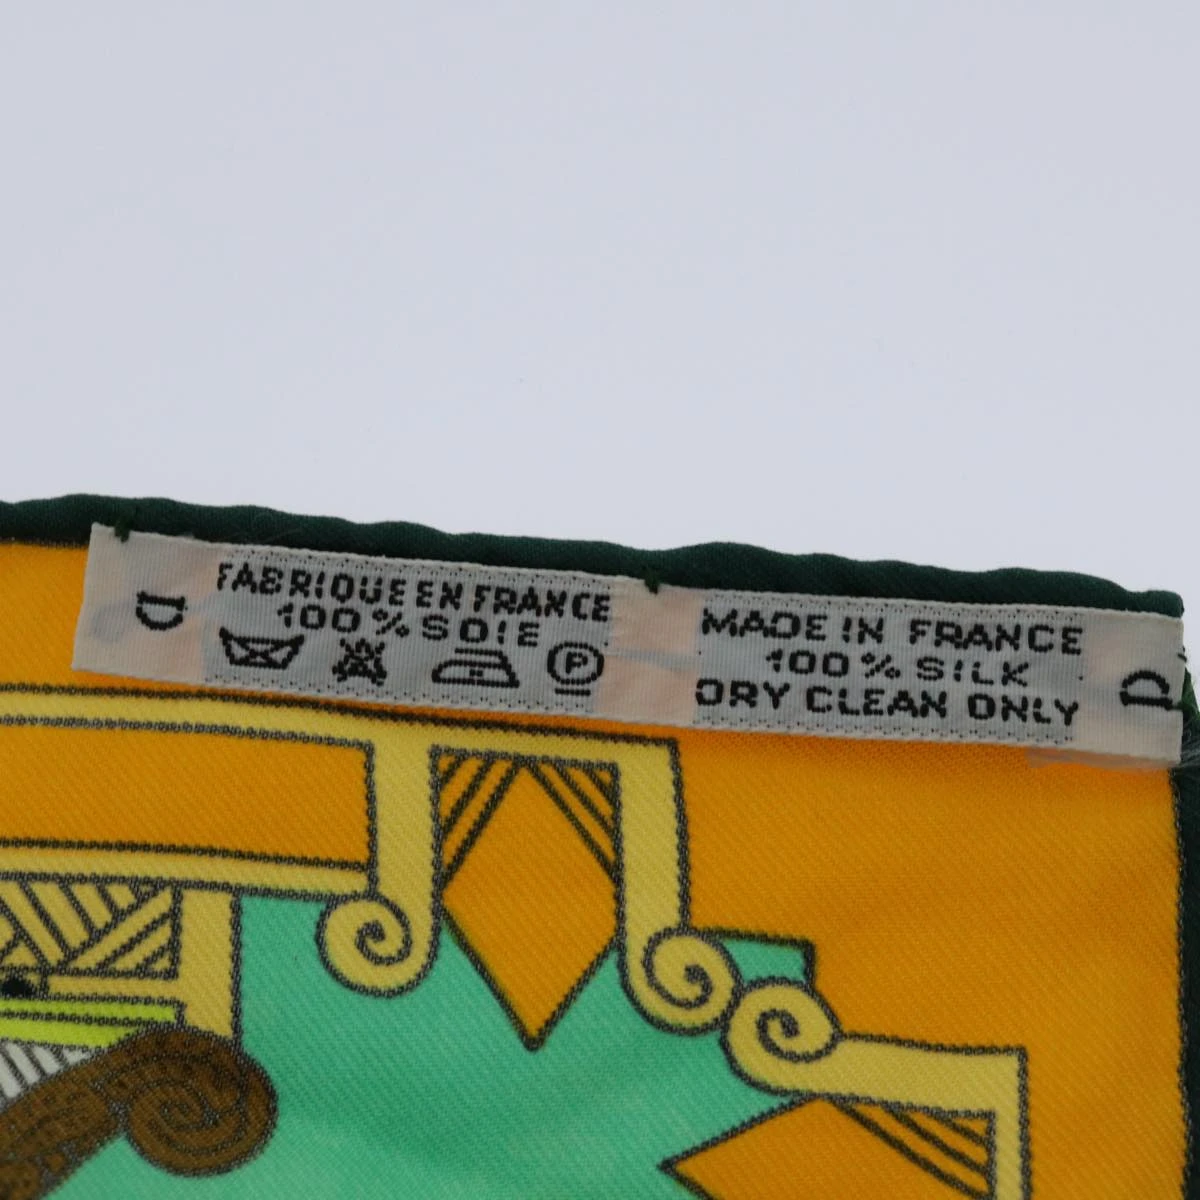 D
FABRIQUE EN FRANCE
100 % SOIE
P
MADE IN FRANCE
100 % SILK
DRY CLEAN ONLY
D